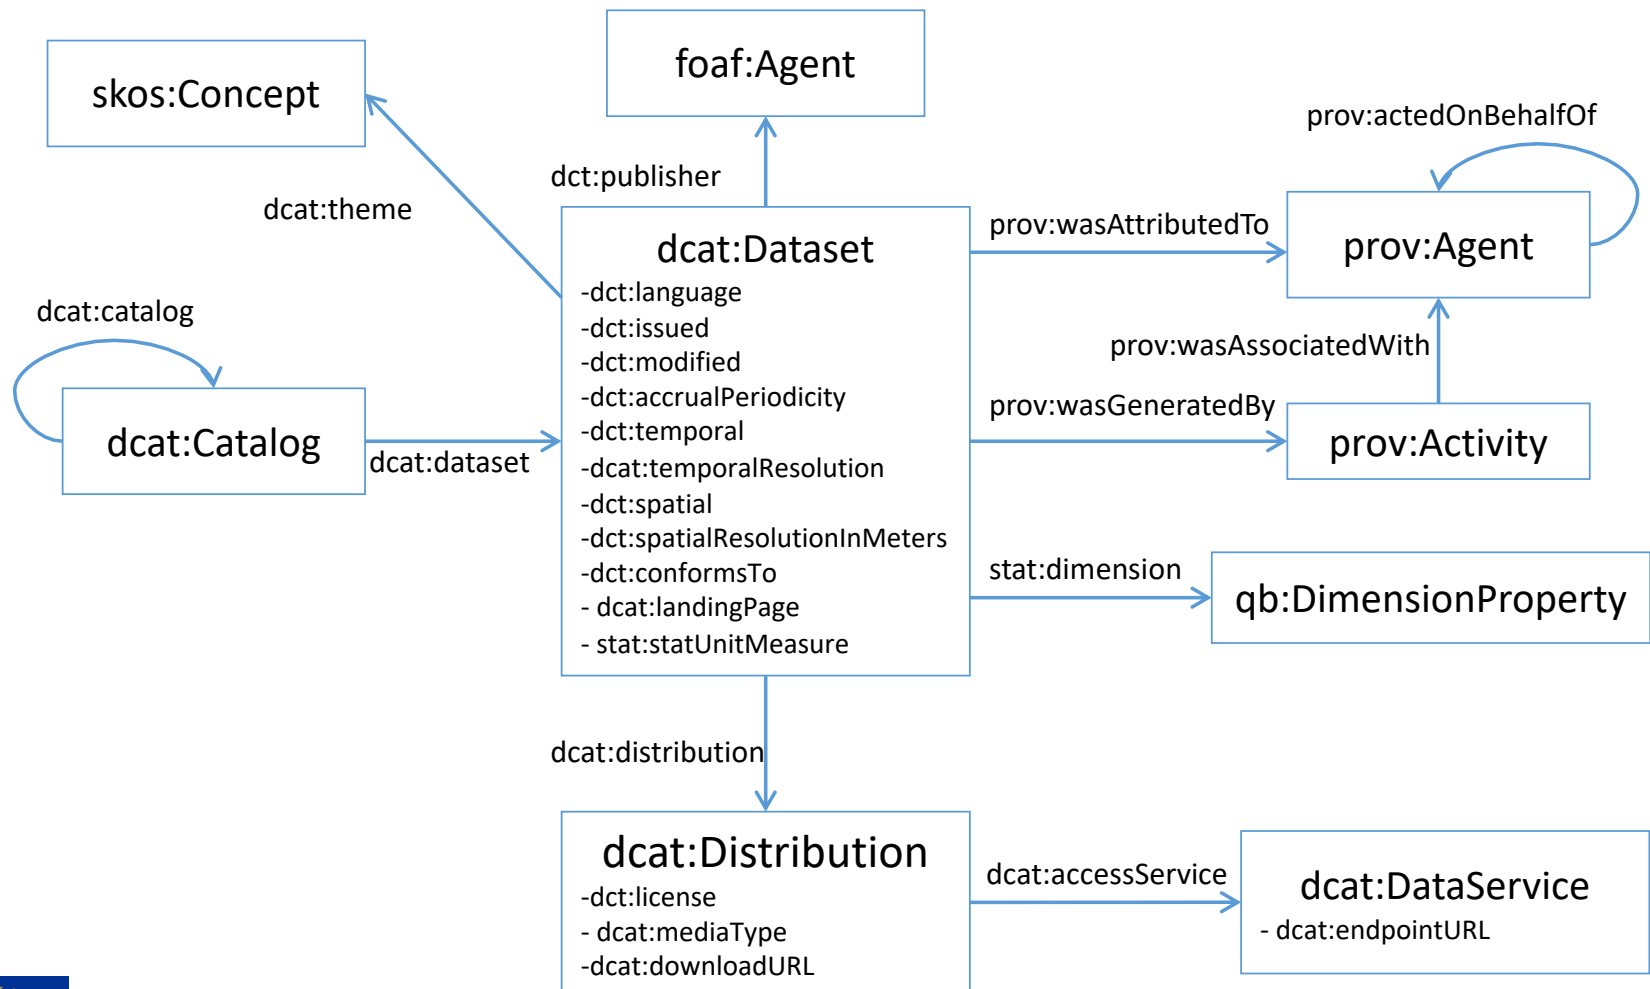 foaf:Agent
skos:Concept
prov:actedOnBehalfOf
dct:publisher
dcat:theme
prov:wasAttributedTo
prov:Agent
dcat:Dataset
-dct:language
-dct:issued
-dct:modified
-dct:accrualPeriodicity
-dct:temporal
-dcat:temporalResolution
-dct:spatial
-dct:spatialResolutionInMeters
-dct:conformsTo
- dcat:landingPage
- stat:statUnitMeasure
dcat:catalog
dcat:Catalog
dcat:dataset
prov:wasAssociatedWith
prov:wasGeneratedBy
prov:Activity
stat:dimension
qb:DimensionProperty
dcat:distribution
dcat:Distribution
-dct:license
- dcat:mediaType
-dcat:downloadURL
dcat:accessService
dcat:DataService
- dcat:endpointURL